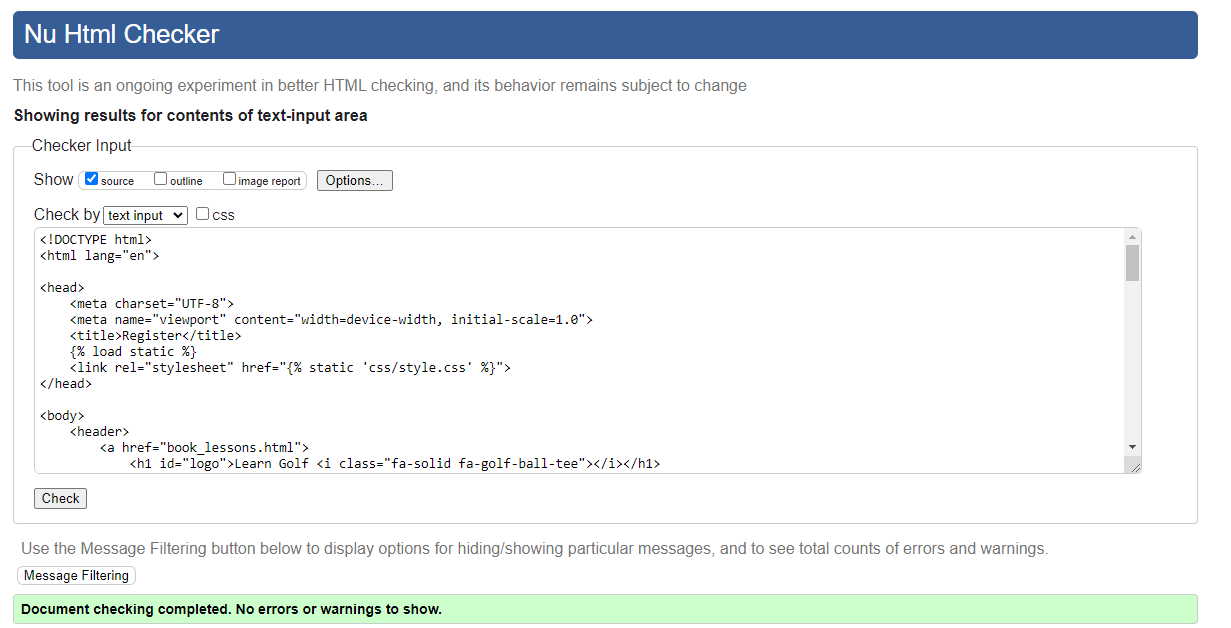 Nu Html Checker
This tool is an ongoing experiment in better HTML checking, and its behavior remains subject to change
Showing results for contents of text-input area
Checker Input
Show source outline image report Options...
Check by text input css
<!DOCTYPE html>
<html lang="en">
<head>
    <meta charset="UTF-8">
    <meta name="viewport" content="width=device-width, initial-scale=1.0">
    <title>Register</title>
    {% load static %}
    <link rel="stylesheet" href="{% static 'css/style.css' %}">
</head>
<body>
    <header>
        <a href="book_lessons.html">
            <h1 id="logo">Learn Golf <i class="fa-solid fa-golf-ball-tee"></i></h1>
Check
Use the Message Filtering button below to display options for hiding/showing particular messages, and to see total counts of errors and warnings.
Message Filtering
Document checking completed. No errors or warnings to show.